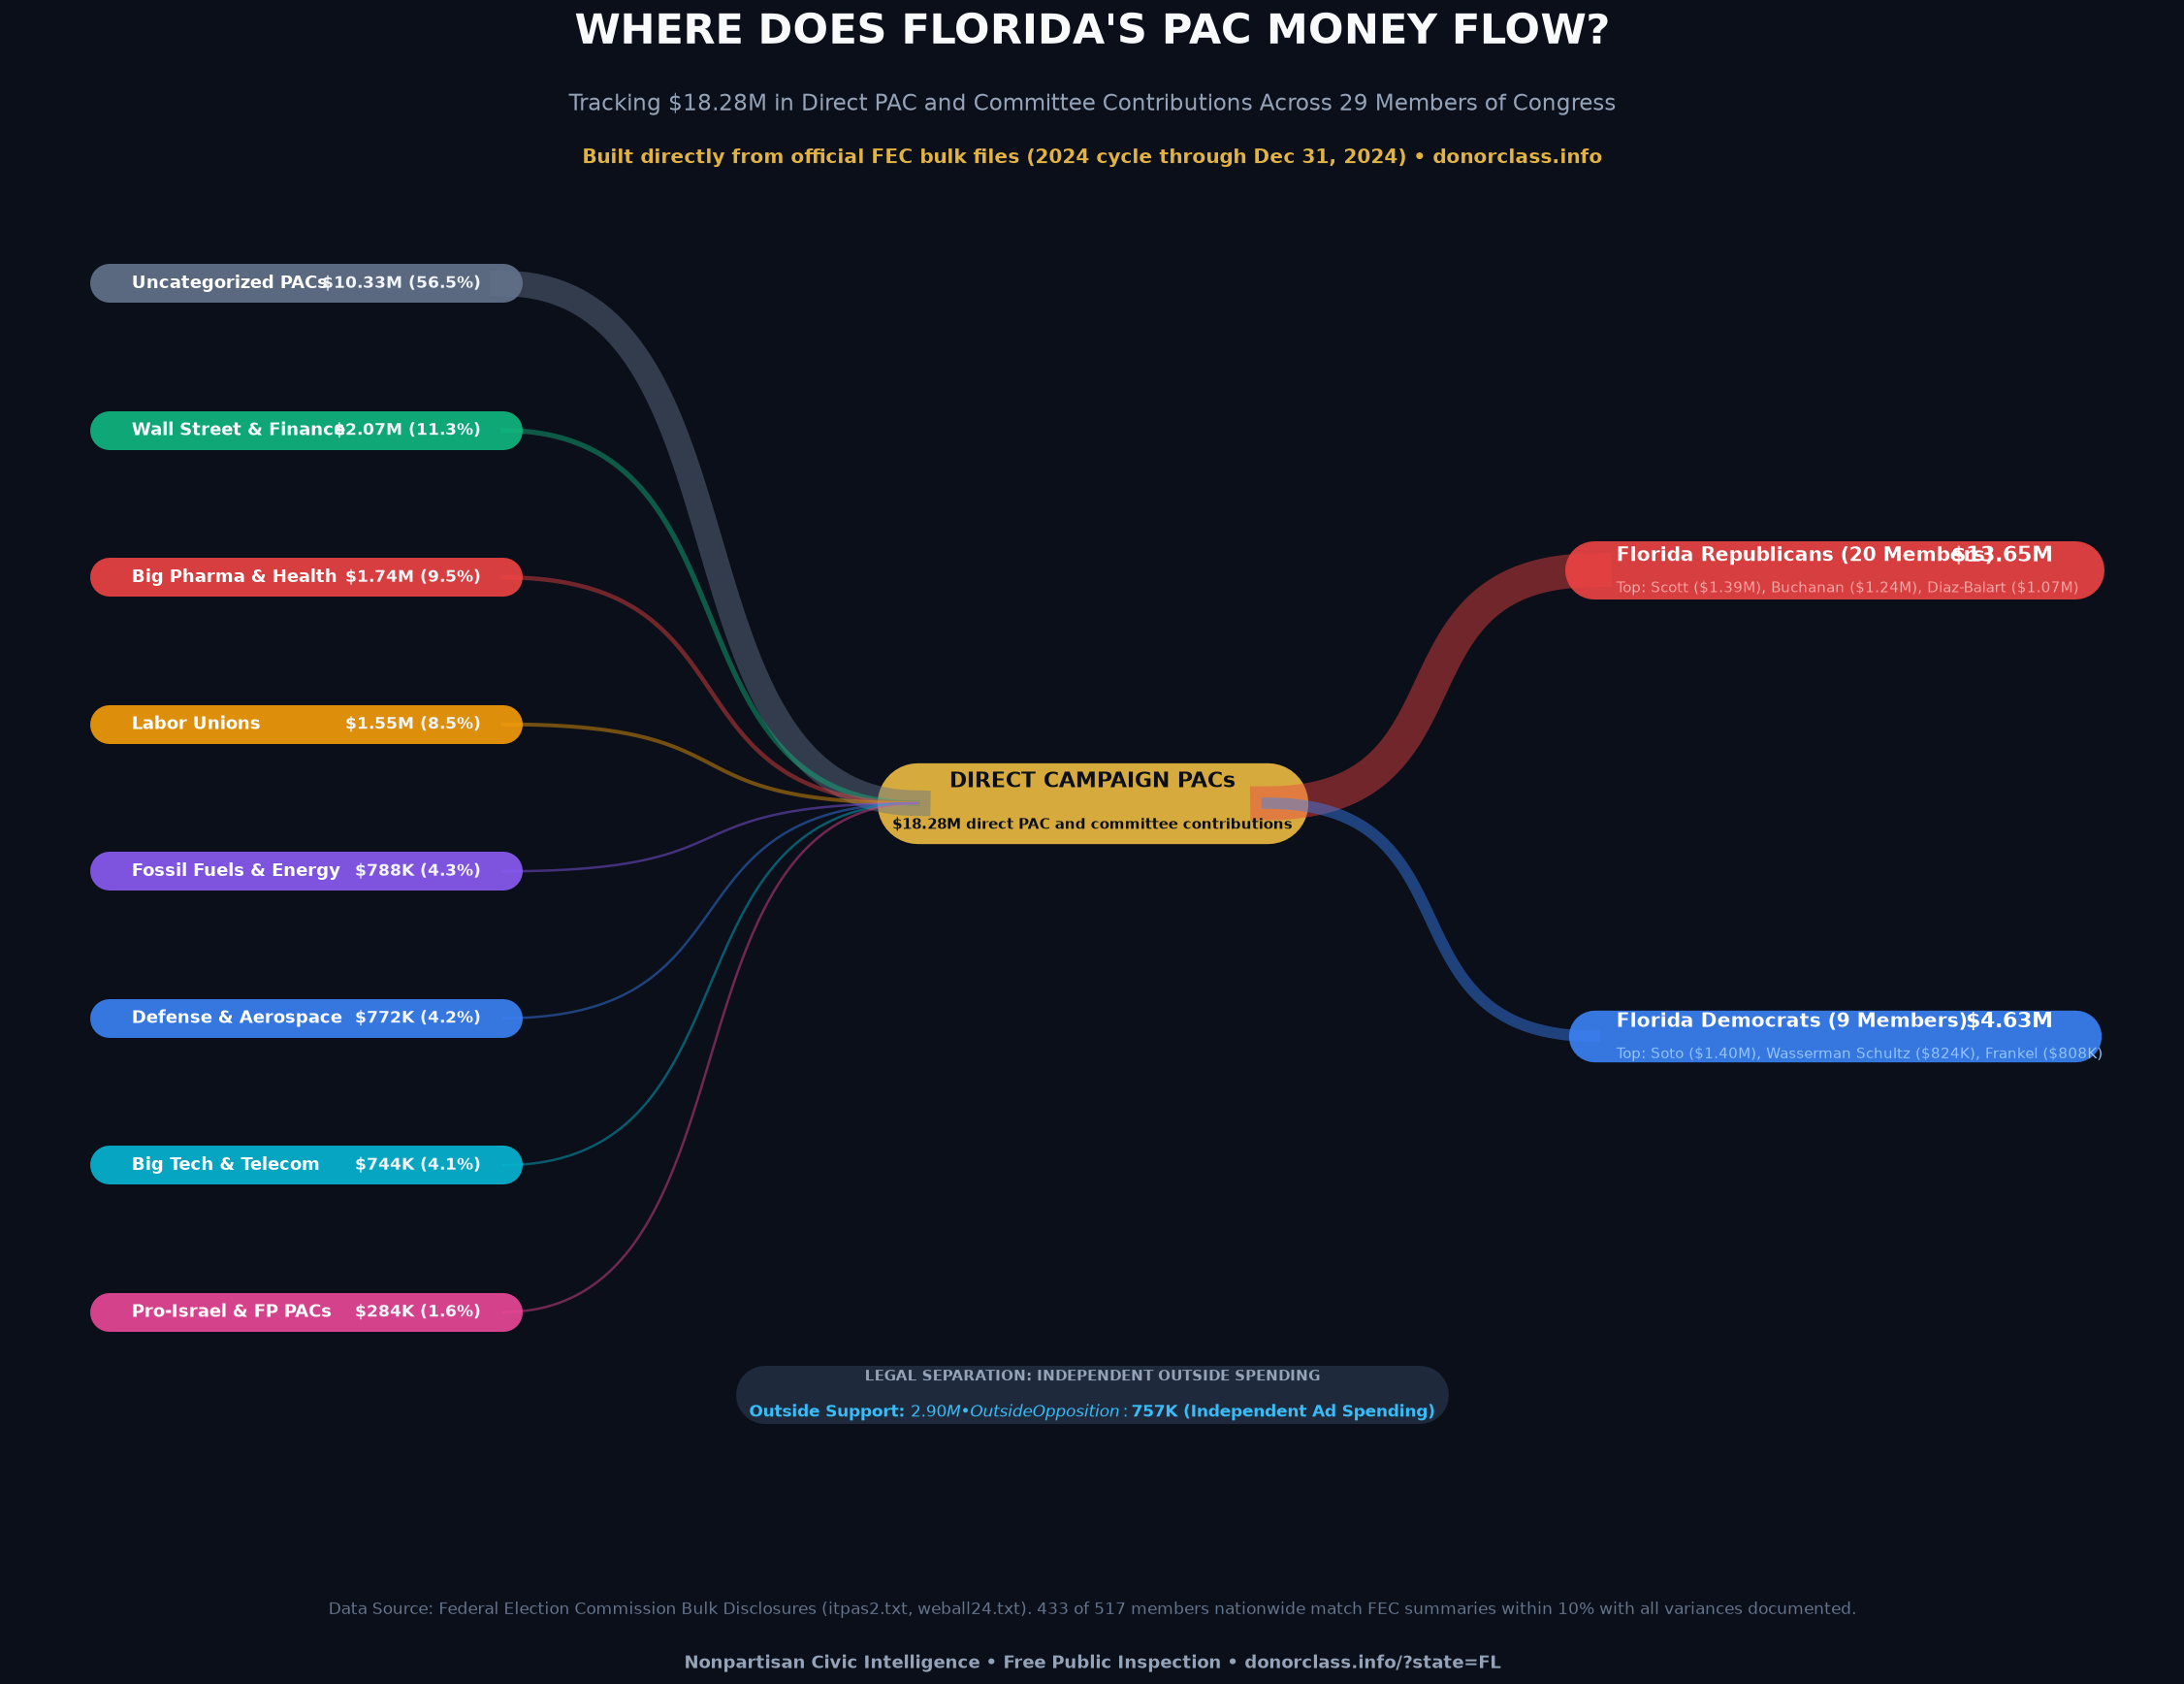 WHERE DOES FLORIDA'S PAC MONEY FLOW?
Tracking $18.28M in Direct PAC and Committee Contributions Across 29 Members of Congress
Built directly from official FEC bulk files (2024 cycle through Dec 31, 2024) • donorclass.info
Uncategorized PACs $10.33M (56.5%)
Wall Street & Finance $2.07M (11.3%)
Big Pharma & Health $1.74M (9.5%)
Labor Unions $1.55M (8.5%)
Fossil Fuels & Energy $788K (4.3%)
Defense & Aerospace $772K (4.2%)
Big Tech & Telecom $744K (4.1%)
Pro-Israel & FP PACs $284K (1.6%)
DIRECT CAMPAIGN PACs
$18.28M direct PAC and committee contributions
Florida Republicans (20 Members) $13.65M
Top: Scott ($1.39M), Buchanan ($1.24M), Diaz-Balart ($1.07M)
Florida Democrats (9 Members) $4.63M
Top: Soto ($1.40M), Wasserman Schultz ($824K), Frankel ($808K)
LEGAL SEPARATION: INDEPENDENT OUTSIDE SPENDING
Outside Support: 2.90M•OutsideOpposition:757K (Independent Ad Spending)
Data Source: Federal Election Commission Bulk Disclosures (itpas2.txt, weball24.txt). 433 of 517 members nationwide match FEC summaries within 10% with all variances documented.
Nonpartisan Civic Intelligence • Free Public Inspection • donorclass.info/?state=FL